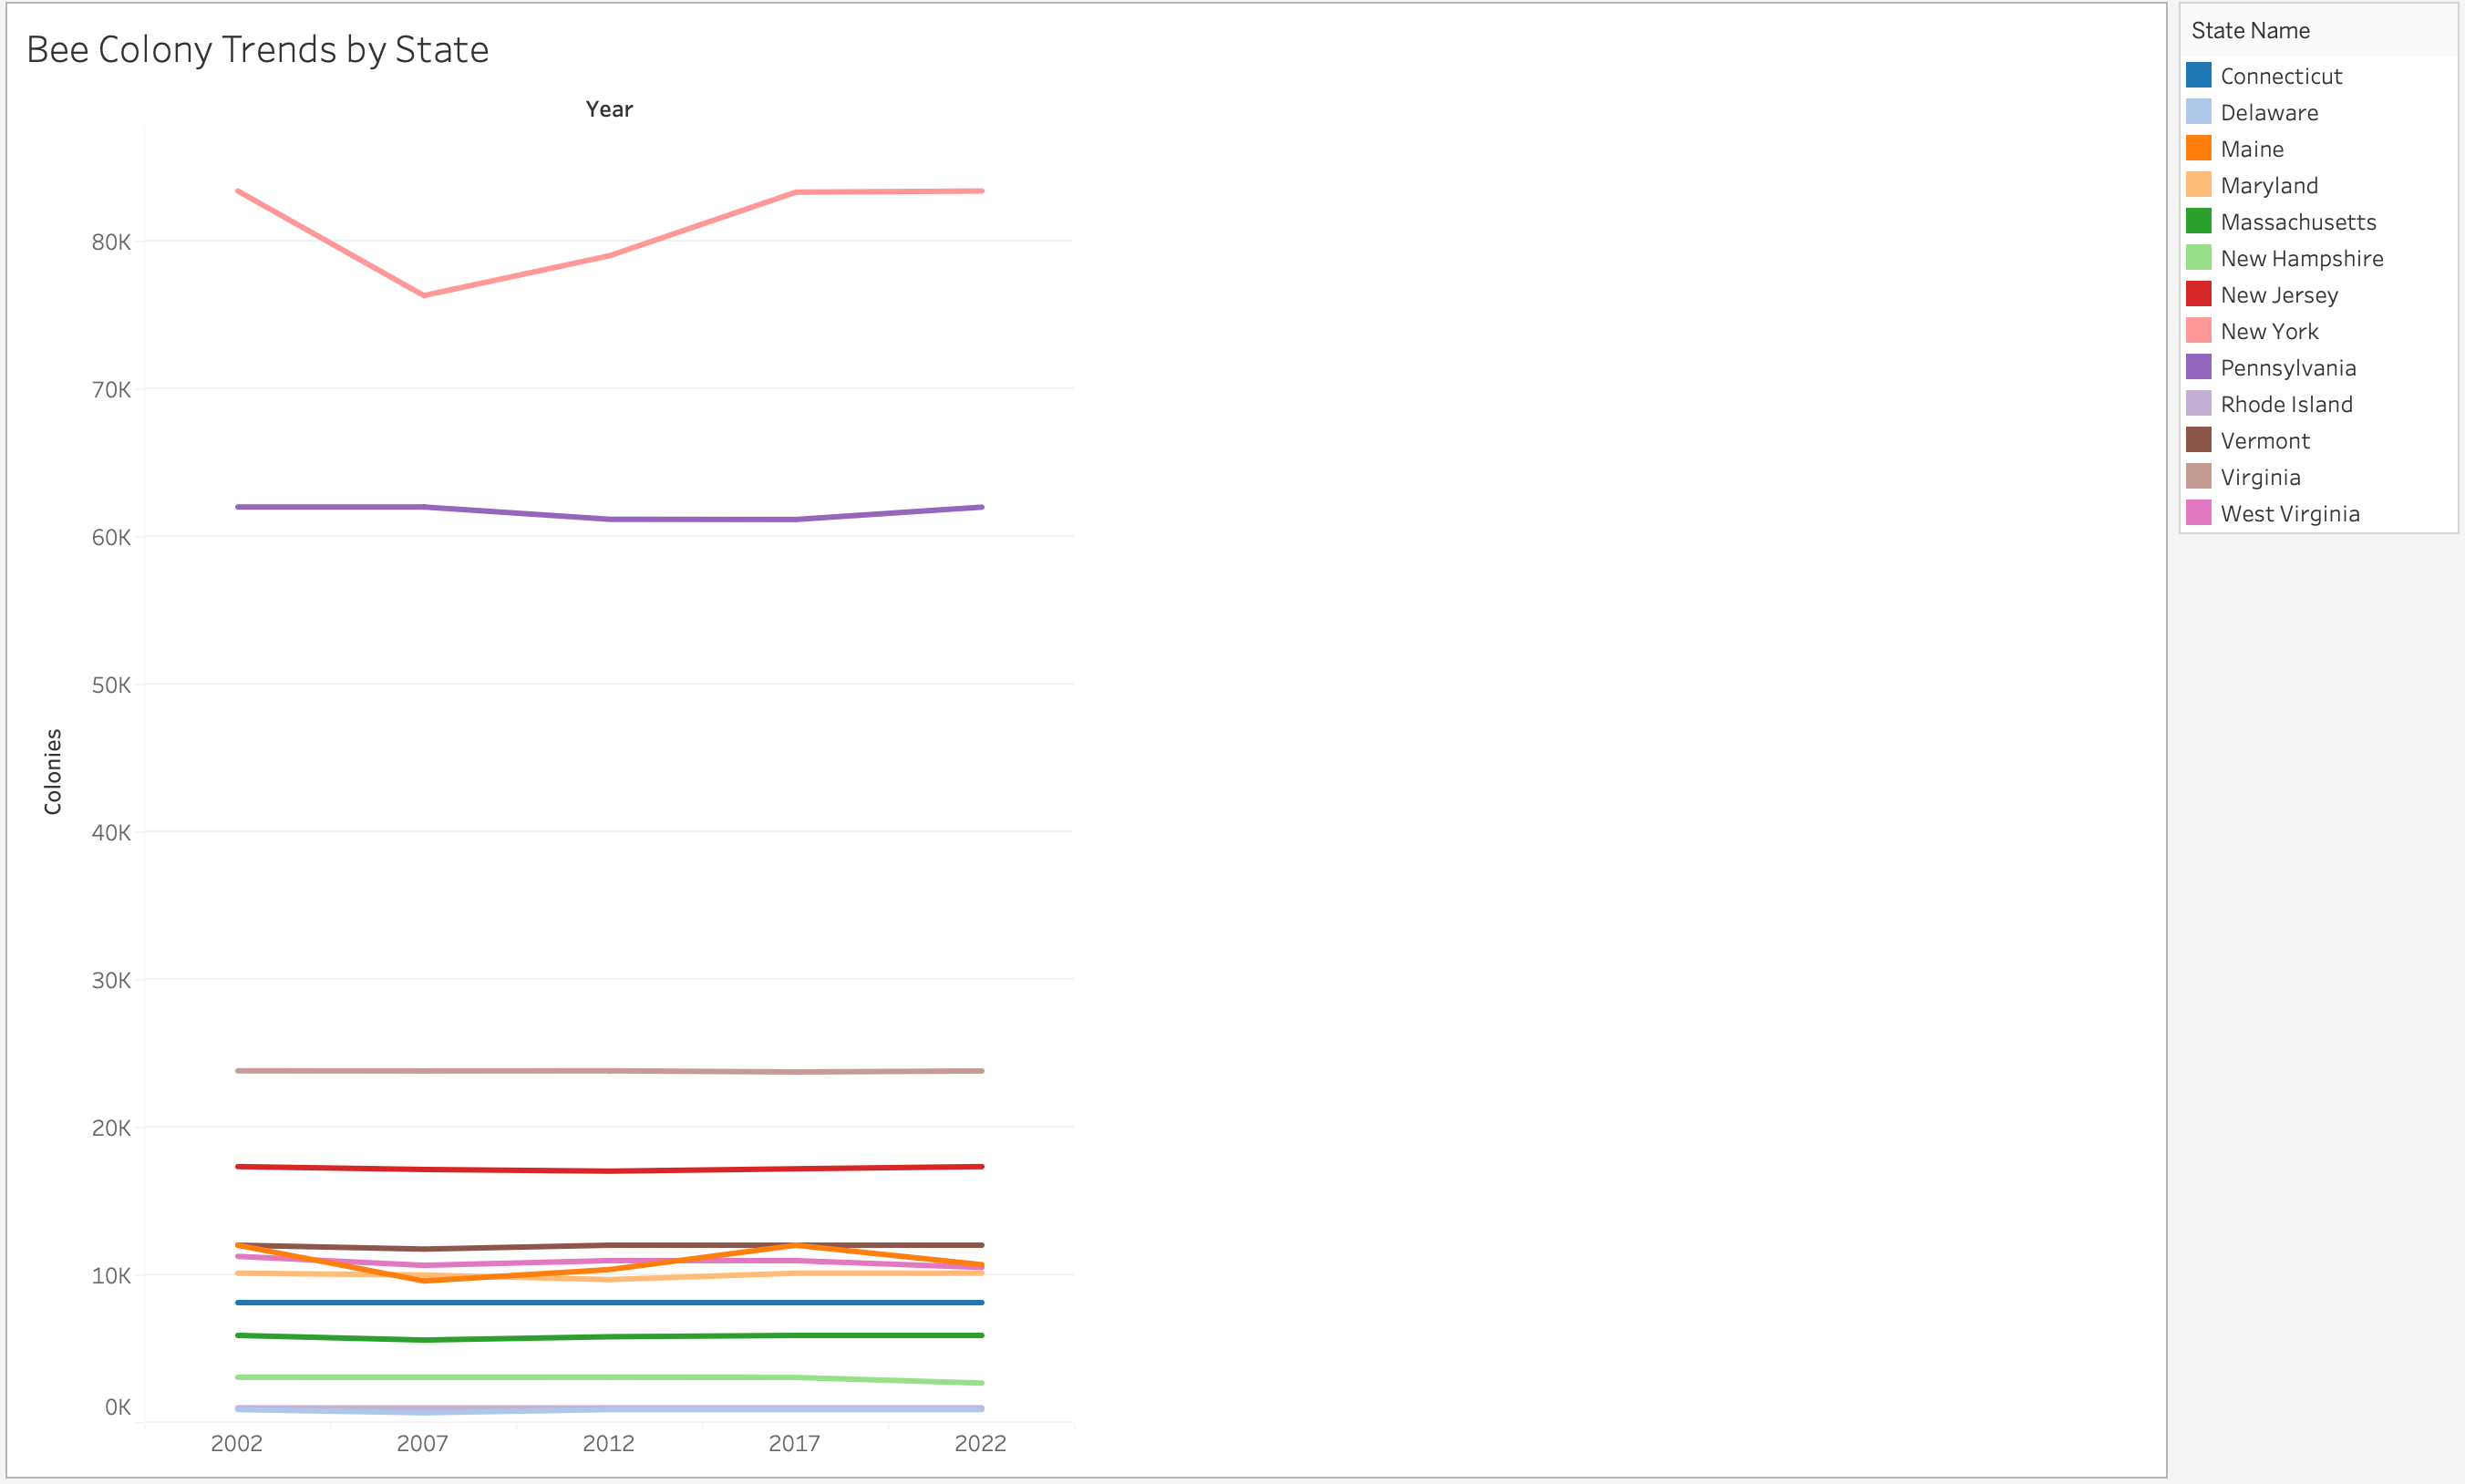 Bee Colony Trends by State
Year
80K
70K
60K
50K
40K
30K
20K
10K
0K
Colonies
2002 2007 2012 2017 2022
State Name
Connecticut
Delaware
Maine
Maryland
Massachusetts
New Hampshire
New Jersey
New York
Pennsylvania
Rhode Island
Vermont
Virginia
West Virginia